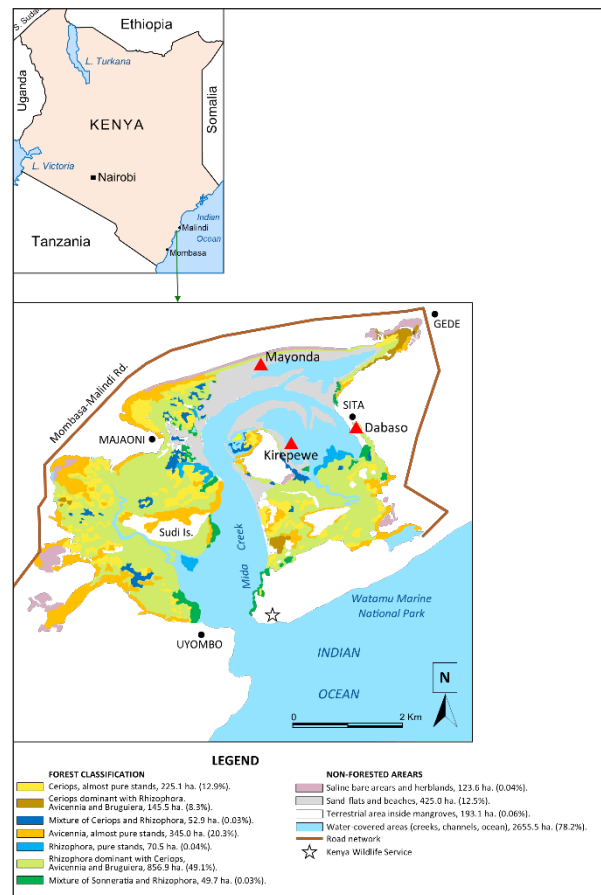 S. Sudan
Ethiopia
L. Turkana
Uganda
Somalia
KENYA
L. Victoria
Nairobi
Indian
Ocean
Malindi
Tanzania
Mombasa
GEDE
Mombasa-Malindi Rd.
Mayonda
SITA
Dabaso
MAJAONI
Kirepewe
Sudi Is.
Mida Creek
Watamu Marine
National Park
UYOMBO
INDIAN
OCEAN
N
0 2 Km
LEGEND
FOREST CLASSIFICATION
Ceriops, almost pure stands, 225.1 ha. (12.9%)
Ceriops dominant with Rhizophora.
Avicennia and Bruguiera, 145.5 ha. (8.3%)
Mixture of Ceriops and Rhizophora, 52.9 ha. (0.03%)
Avicennia, almost pure stands, 345.0 ha. (20.3%)
Rhizophora, pure stands, 70.5 ha. (0.04%)
Rhizophora dominant with Ceriops,
Avicennia and Bruguiera, 856.9 ha. (49.1%)
Mixture of Sonneratia and Rhizophora, 49.7 ha. (0.03%)
NON-FORESTED AREARS
Saline bare arears and herblands, 123.6 ha. (0.04%)
Sand flats and beaches, 425.0 ha. (12.5%)
Terrestrial area inside mangroves, 193.1 ha. (0.06%)
Water-covered areas (creeks, channels, ocean), 2655.5 ha. (78.2%)
Road network
Kenya Wildlife Service